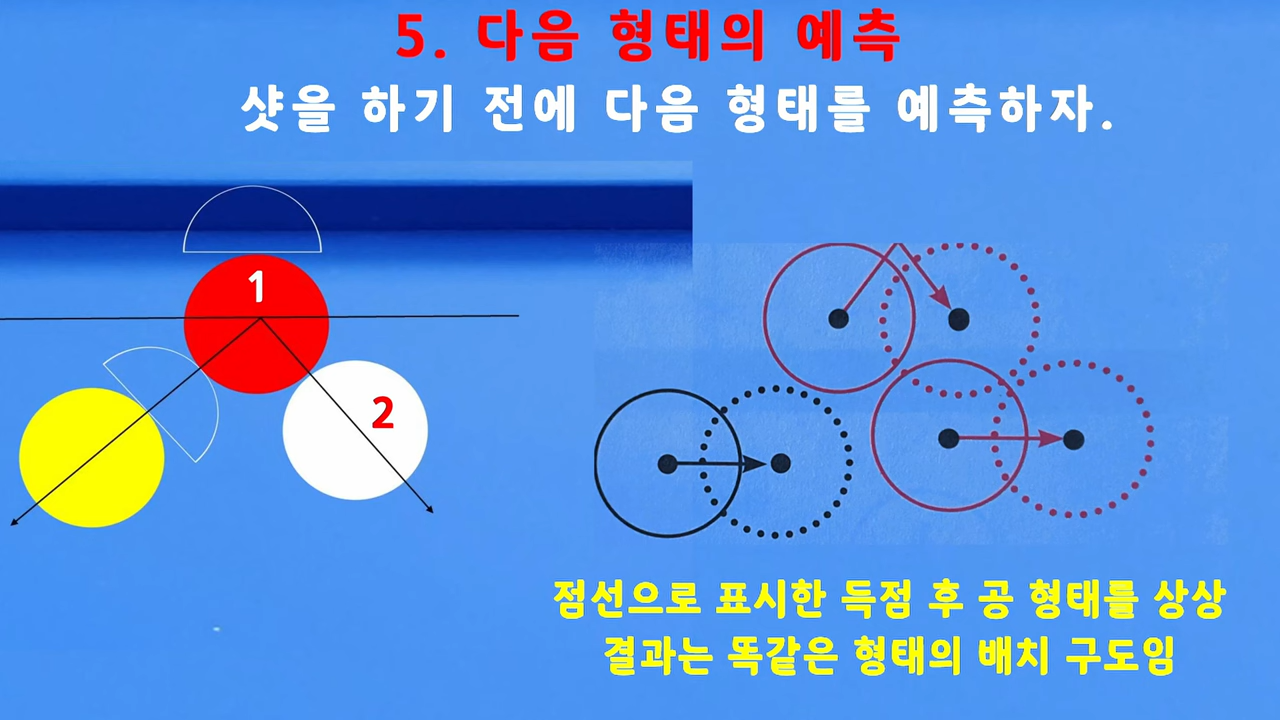 5. 다음 형태의 예측
샷을 하기 전에 다음 형태를 예측하자.
1
2
점선으로 표시한 득점 후 공 형태를 상상
결과는 똑같은 형태의 배치 구도임